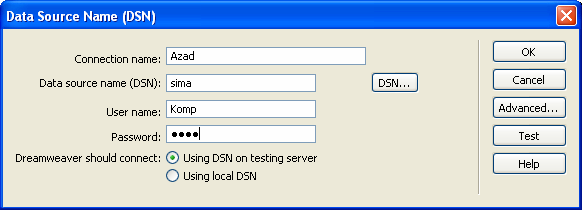 Data Source Name (DSN)
Connection name: Azad
Data source name (DSN): sima DSN...
User name: Komp
Password: ●●●●
Dreamweaver should connect: Using DSN on testing server
Using local DSN
OK
Cancel
Advanced...
Test
Help